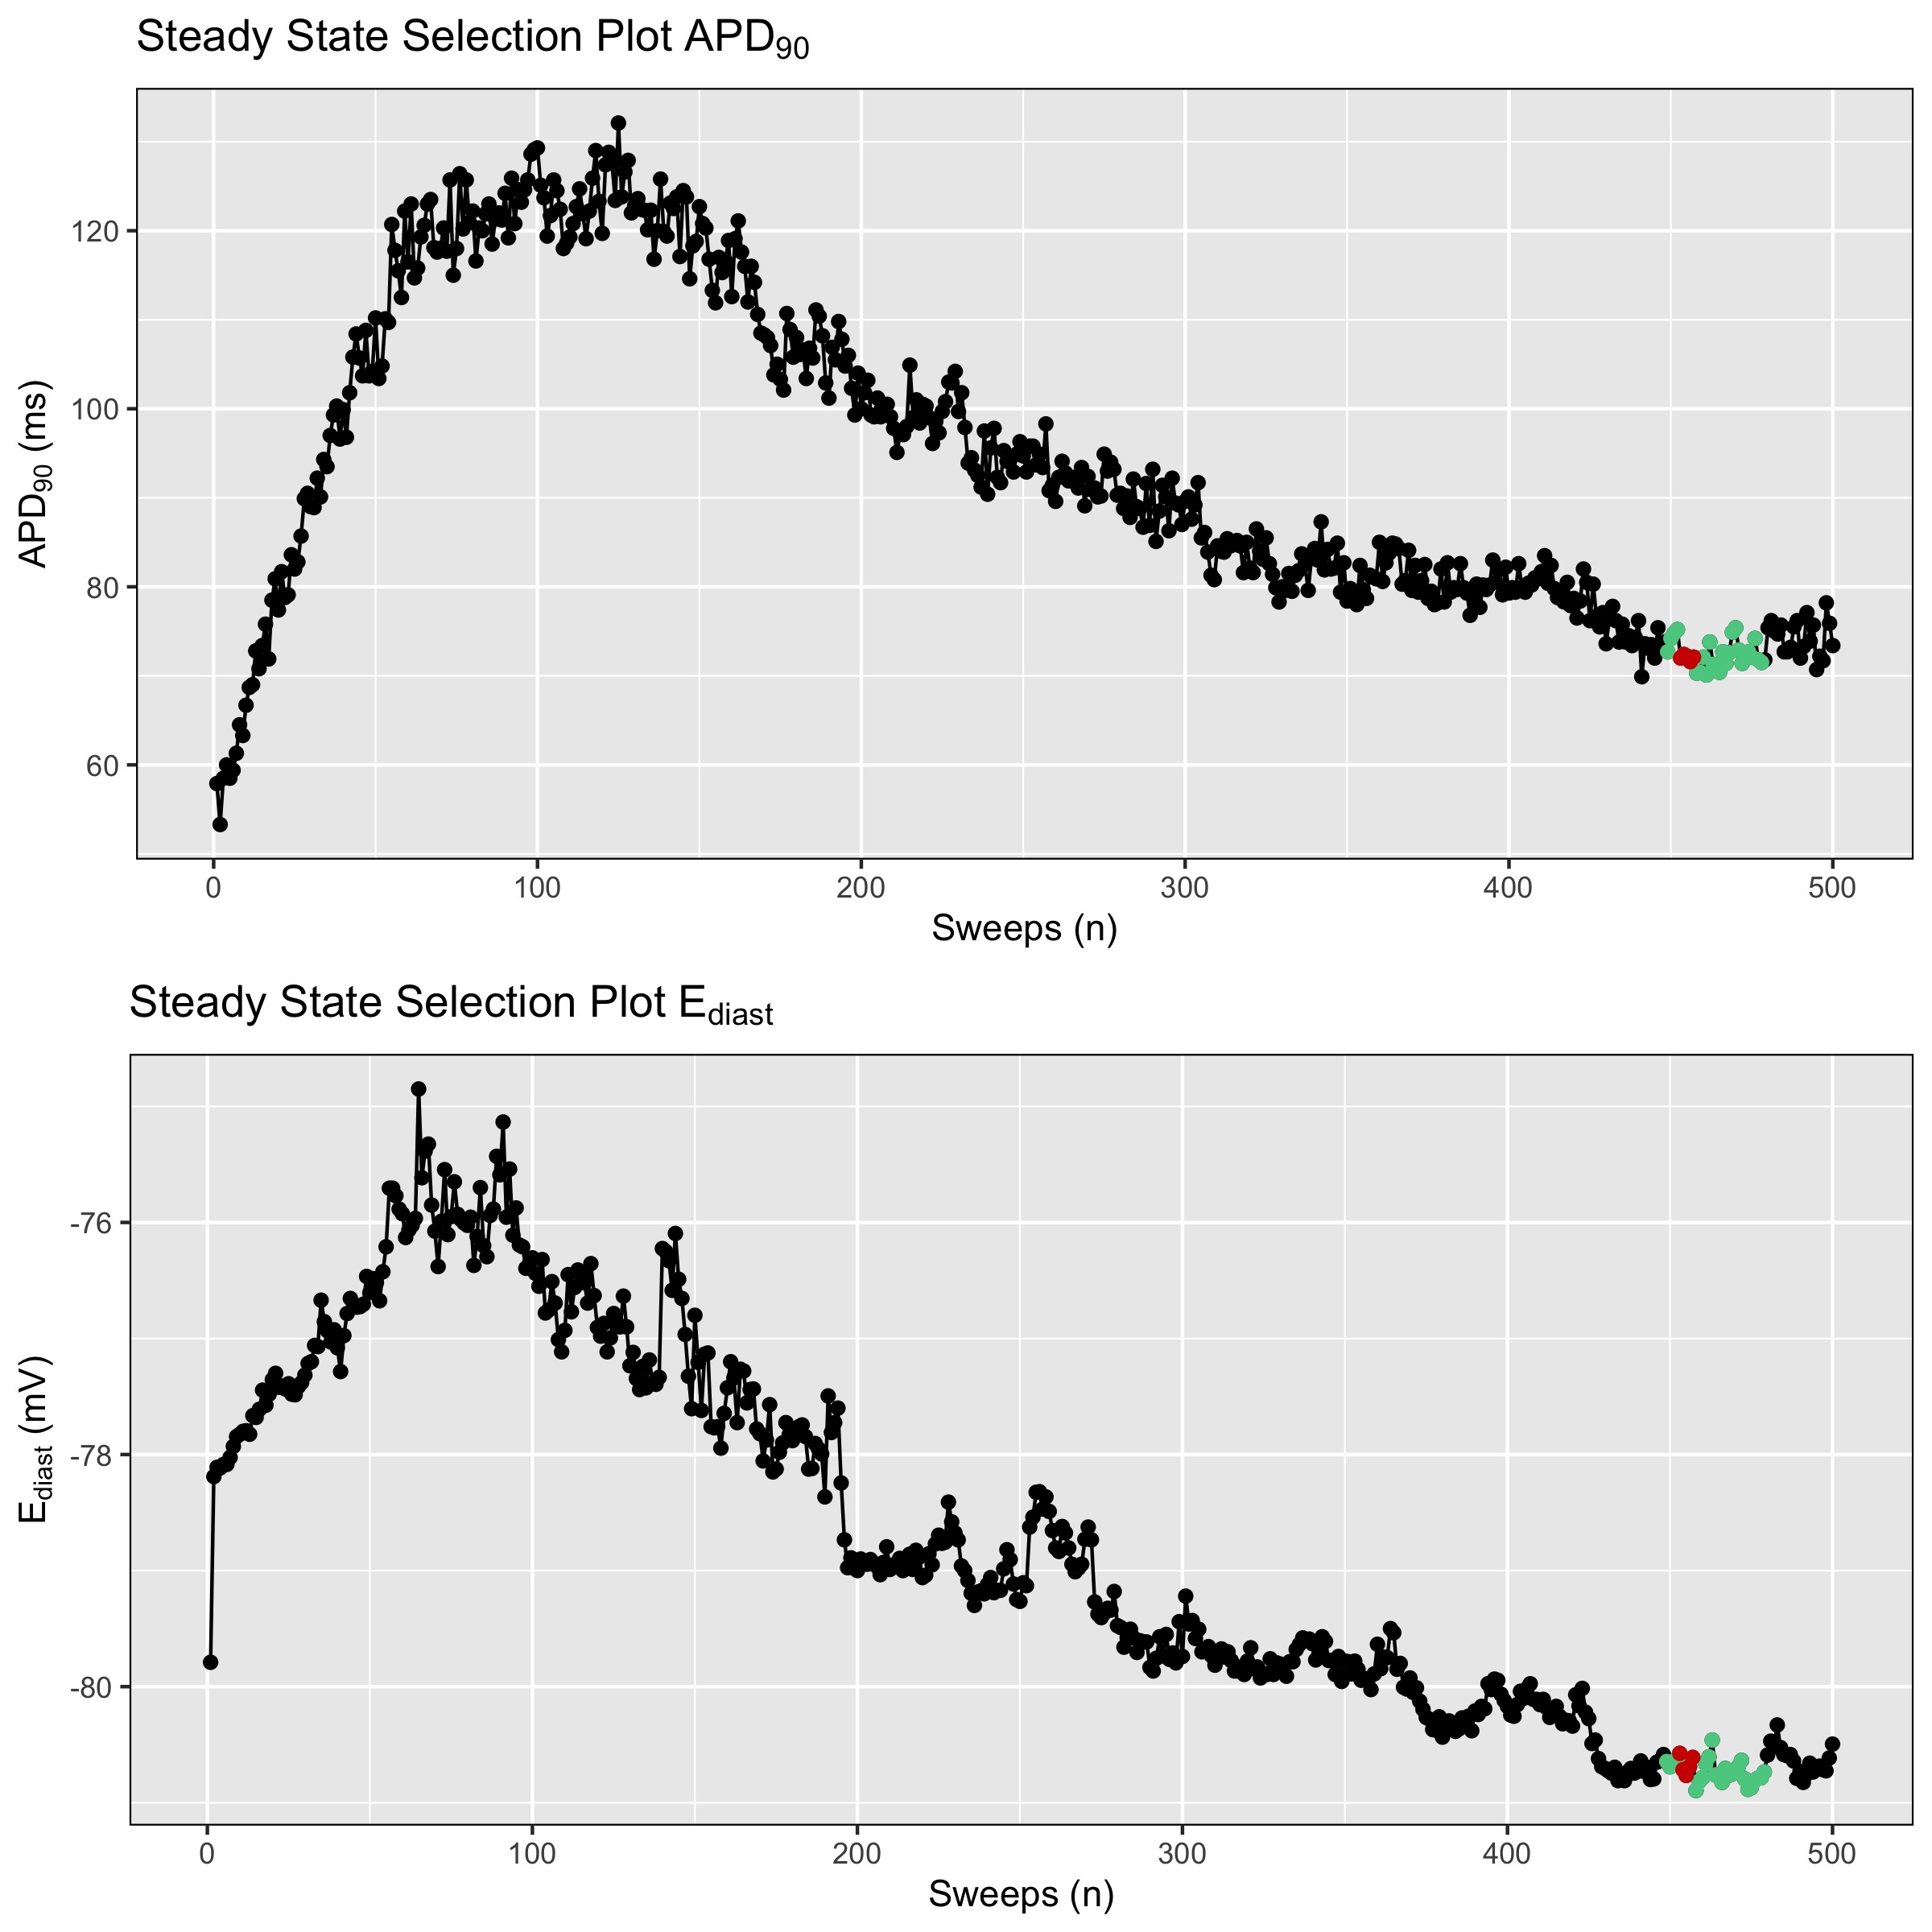 Steady State Selection Plot APD90
120
100
80
60
APD90 (ms)
0 100 200 300 400 500
Sweeps (n)
Steady State Selection Plot Ediast
-76
-78
-80
Ediast (mV)
0 100 200 300 400 500
Sweeps (n)